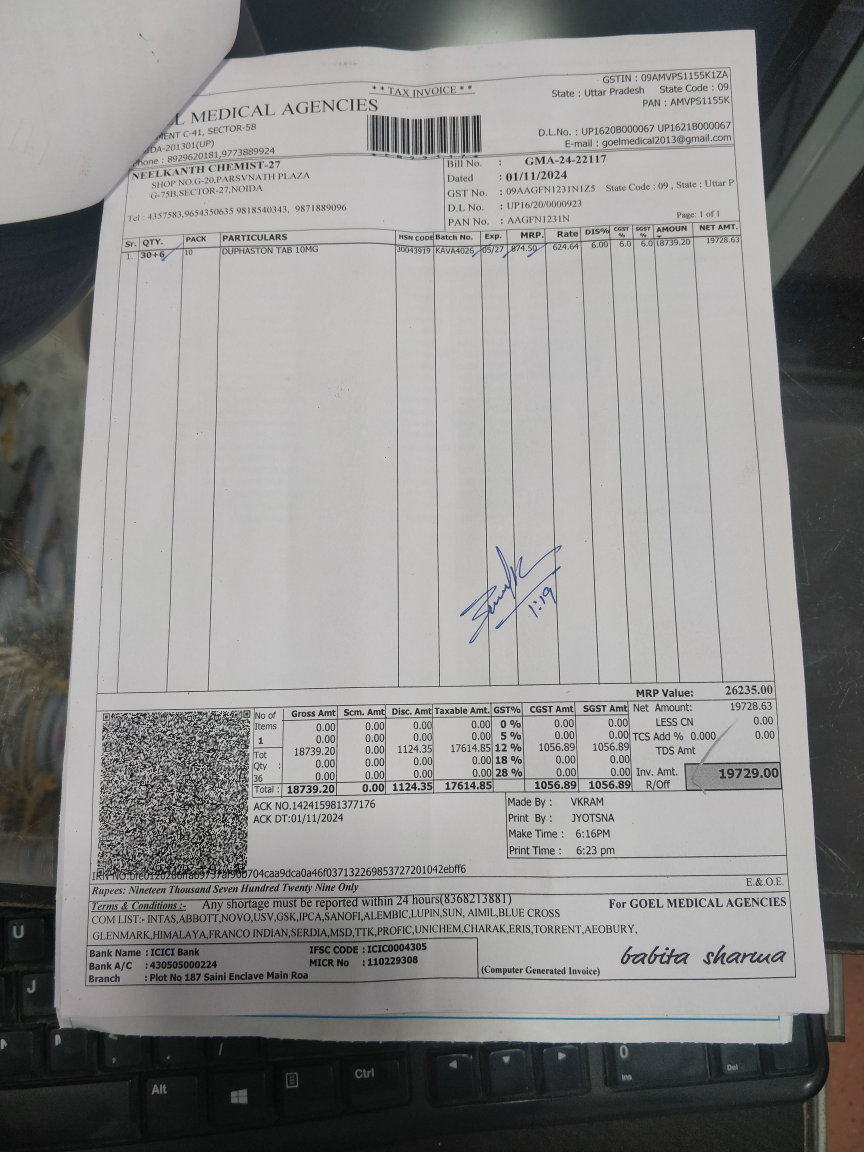 * * TAX INVOICE * *
GSTIN : 09AMVPS1155K1ZA
State : Uttar Pradesh State Code : 09
PAN : AMVPS1155K
MEDICAL AGENCIES
C-41, SECTOR-58
-201301(UP)
hone : 8929620181,9773889924
D.L.No. : UP1620B000067 UP1621B000067
E-mail : goelmedical2013@gmail.com
NEELKANTH CHEMIST-27
SHOP NO.G-20,PARSVNATH PLAZA
G-75B,SECTOR-27,NOIDA
Tel : 4357583,9654350635 9818540343, 9871889096
Bill No. : GMA-24-22117
Dated : 01/11/2024
GST No. : 09AAGFN1231N1Z5 State Code : 09 , State : Uttar P
D.L No. : UP16/20/0000923
PAN No. : AAGFN1231N
Page: 1 of 1
Sr. QTY. PACK PARTICULARS HSN CODE Batch No. Exp. MRP. Rate DIS% CGST % SGST % AMOUN NET AMT.
1. 30+6 10 DUPHASTON TAB 10MG 30043919 KAVA4026 05/27 874.50 624.64 6.00 6.0 6.0 18739.20 19728.63
1:19
MRP Value: 26235.00
No of Items 1 Tot Qty : 36
Gross Amt Scm. Amt Disc. Amt Taxable Amt. GST% CGST Amt SGST Amt
0.00 0.00 0.00 0.00 0 % 0.00 0.00
0.00 0.00 0.00 0.00 5 % 0.00 0.00
18739.20 0.00 1124.35 17614.85 12 % 1056.89 1056.89
0.00 0.00 0.00 0.00 18 % 0.00 0.00
0.00 0.00 0.00 0.00 28 % 0.00 0.00
Total : 18739.20 0.00 1124.35 17614.85 1056.89 1056.89
Net Amount: 19728.63
LESS CN 0.00
TCS Add % 0.000 0.00
TDS Amt
Inv. Amt. 19729.00
R/Off
ACK NO.142415981377176
ACK DT:01/11/2024
Made By : VKRAM
Print By : JYOTSNA
Make Time : 6:16PM
Print Time : 6:23 pm
Rupees: Nineteen Thousand Seven Hundred Twenty Nine Only
E.& O.E.
Terms & Conditions :- Any shortage must be reported within 24 hours(8368213881)
For GOEL MEDICAL AGENCIES
COM LIST:- INTAS,ABBOTT,NOVO,USV,GSK,IPCA,SANOFI,ALEMBIC,LUPIN,SUN, AIMIL,BLUE CROSS
GLENMARK,HIMALAYA,FRANCO INDIAN,SERDIA,MSD,TTK,PROFIC,UNICHEM,CHARAK,ERIS,TORRENT,AEOBURY,
Bank Name : ICICI Bank IFSC CODE : ICIC0004305
Bank A/C : 430505000224 MICR No : 110229308
Branch : Plot No 187 Saini Enclave Main Roa
(Computer Generated Invoice)
babita sharma
U
J
Alt
Ctrl
0
Ins
Del